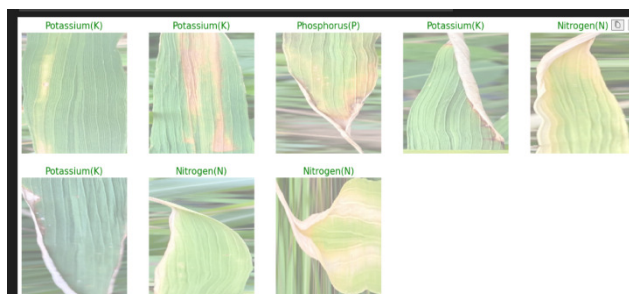 Potassium(K) Potassium(K) Phosphorus(P) Potassium(K) Nitrogen(N)
Potassium(K) Nitrogen(N) Nitrogen(N)